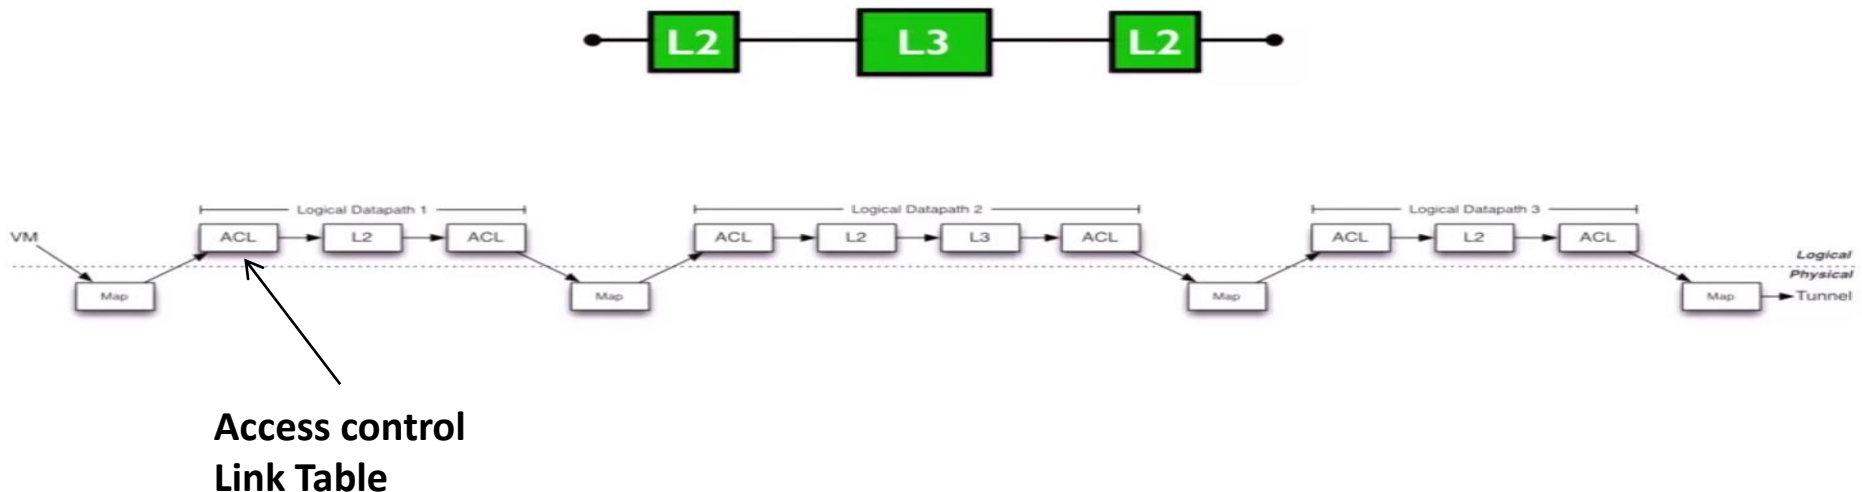 L2 L3 L2
Logical Datapath 1 Logical Datapath 2 Logical Datapath 3
VM ACL L2 ACL ACL L2 L3 ACL ACL L2 ACL
Logical
Physical
Map Map Map Map Tunnel
Access control
Link Table